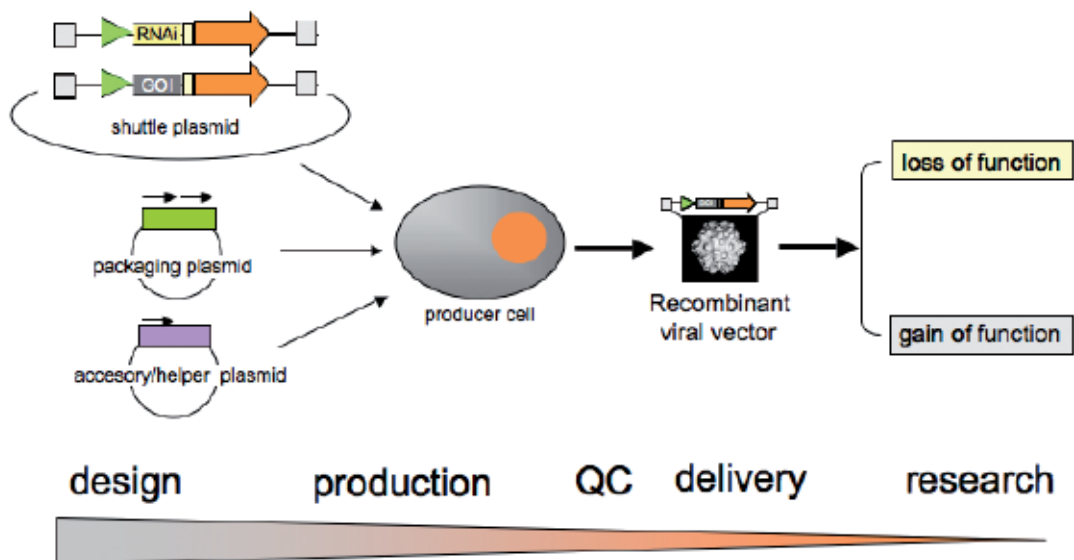 RNAi
GOI
shuttle plasmid
packaging plasmid
accesory/helper plasmid
producer cell
GOI
Recombinant
viral vector
loss of function
gain of function
design production QC delivery research